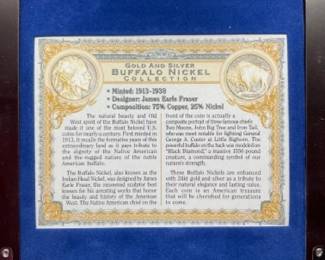 GOLD AND SILVER
BUFFALO NICKEL
COLLECTION
• Minted: 1913-1938
• Designer: James Earle Fraser
• Composition: 75% Copper, 25% Nickel
The natural beauty and Old
West spirit of the Buffalo Nickel have
made it one of the most beloved U.S.
coins for nearly a century. First minted in
1913, it recalls the romantic years of this
extraordinary land as it pays tribute to
the dignity of the Native American
and the rugged nature of the noble
American buffalo.
The Buffalo Nickel, also known as the
Indian Head Nickel, was designed by James
Earle Fraser, the renowned sculptor best
known for his arresting works that honor
the beauty and history of the American
West. The Native American chief on the
front of the coin is actually a
composite portrait of three famous chiefs:
Two Moons, John Big Tree and Iron Tail,
who was most notable for fighting General
George A. Custer at Little Bighorn. The
powerful buffalo on the back was modeled on
"Black Diamond," a massive 1550 pound
creature, a commanding symbol of our
nation's strength.
These Buffalo Nickels are enhanced
with 24kt gold and silver as a tribute to
their natural elegance and lasting value.
Each coin is an American treasure
that will be cherished for generations
to come.